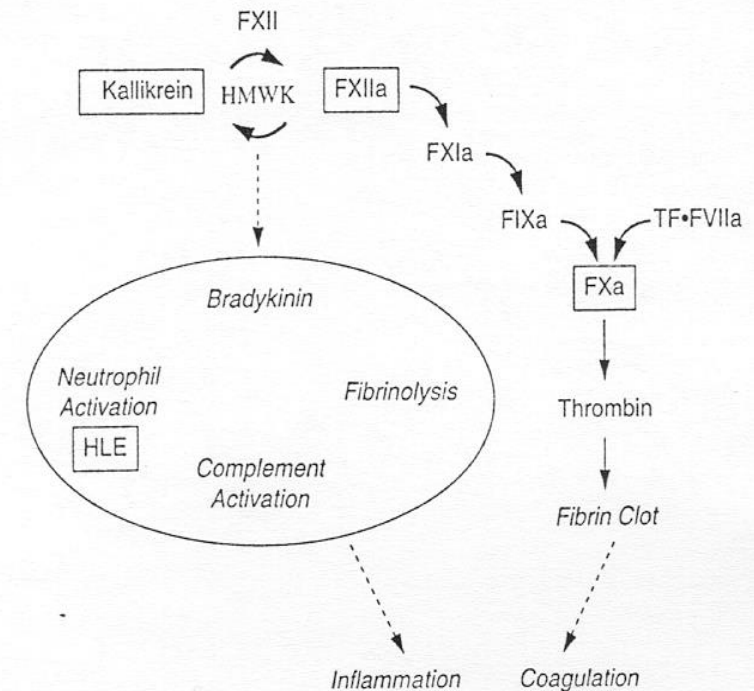 FXII
Kallikrein
HMWK
FXIIa
FXIa
FIXa
TF•FVIIa
FXa
Bradykinin
Neutrophil
Activation
HLE
Fibrinolysis
Complement
Activation
Thrombin
Fibrin Clot
Inflammation
Coagulation